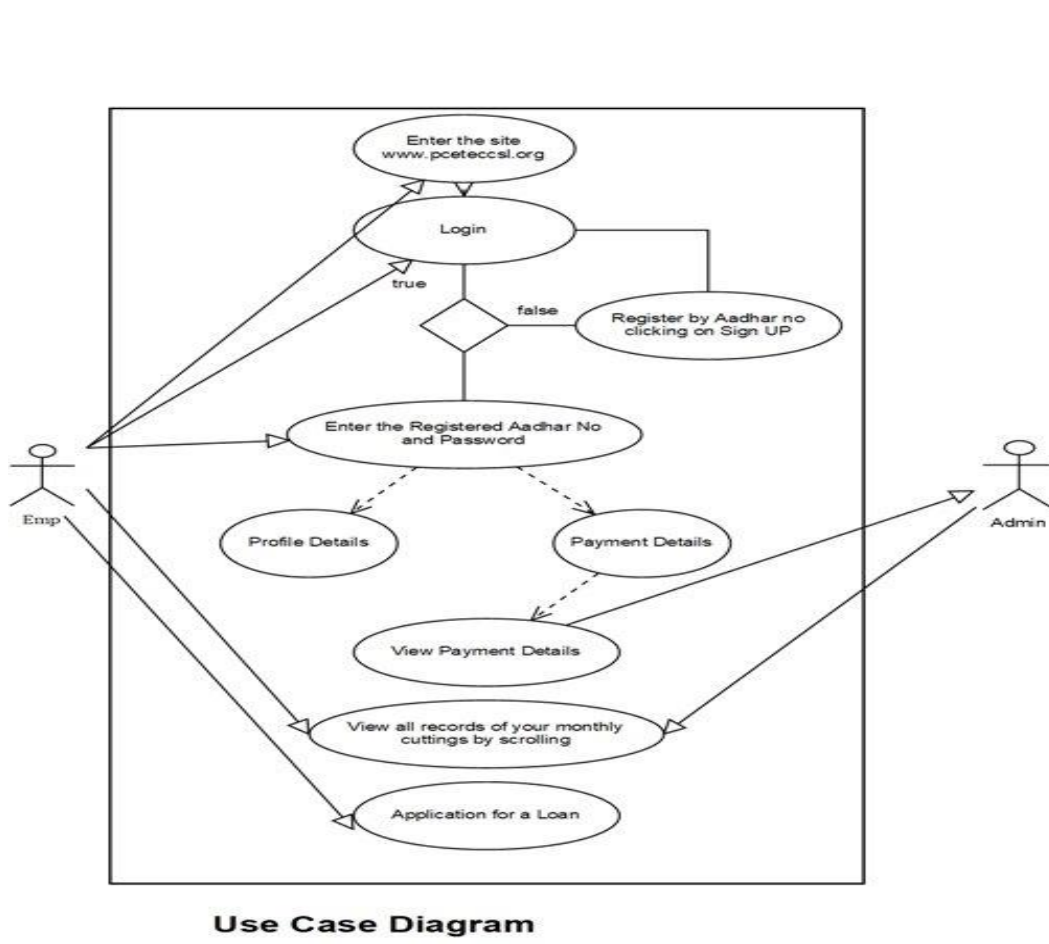 Enter the site
www.pceteccsl.org
Login
true
false
Register by Aadhar no
clicking on Sign UP
Enter the Registered Aadhar No
and Password
Emp
Admin
Profile Details
Payment Details
View Payment Details
View all records of your monthly
cuttings by scrolling
Application for a Loan
Use Case Diagram